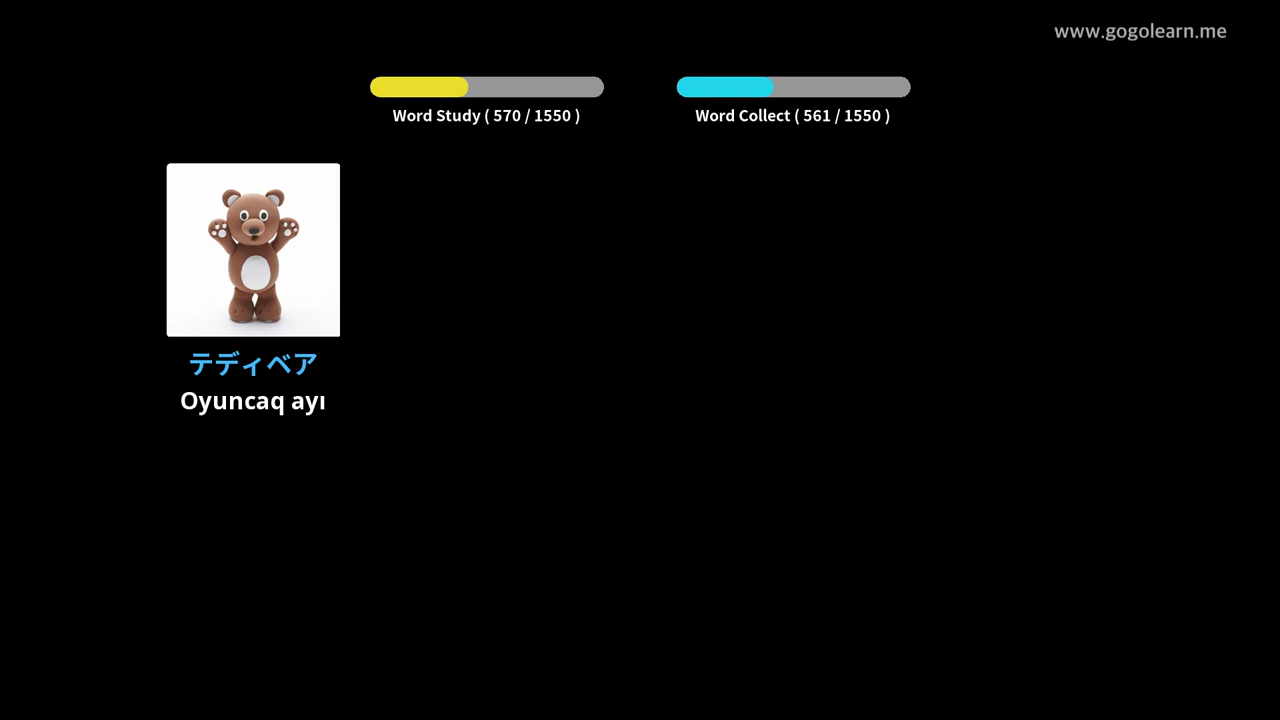 www.gogolearn.me
Word Study ( 570 / 1550 )
Word Collect ( 561 / 1550 )
テディベア
Oyuncaq ayı